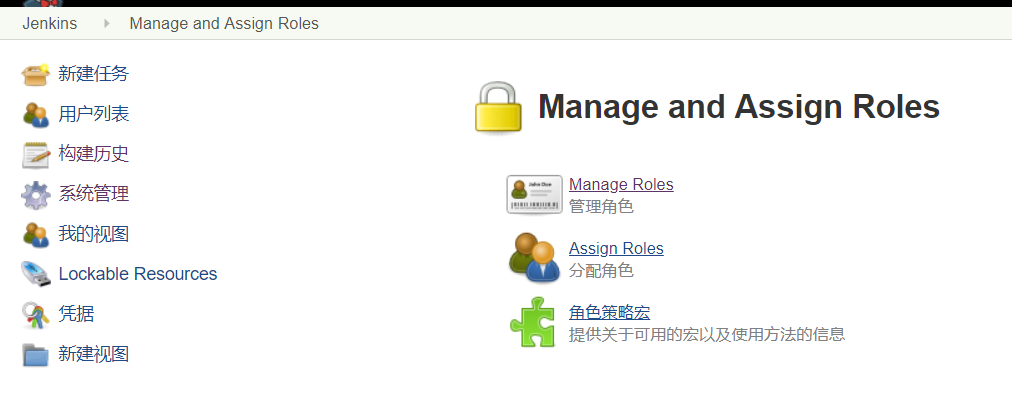 Jenkins
Manage and Assign Roles
新建任务
用户列表
构建历史
系统管理
我的视图
Lockable Resources
凭据
新建视图
Manage and Assign Roles
John Doe
Manage Roles
管理角色
Assign Roles
分配角色
角色策略宏
提供关于可用的宏以及使用方法的信息